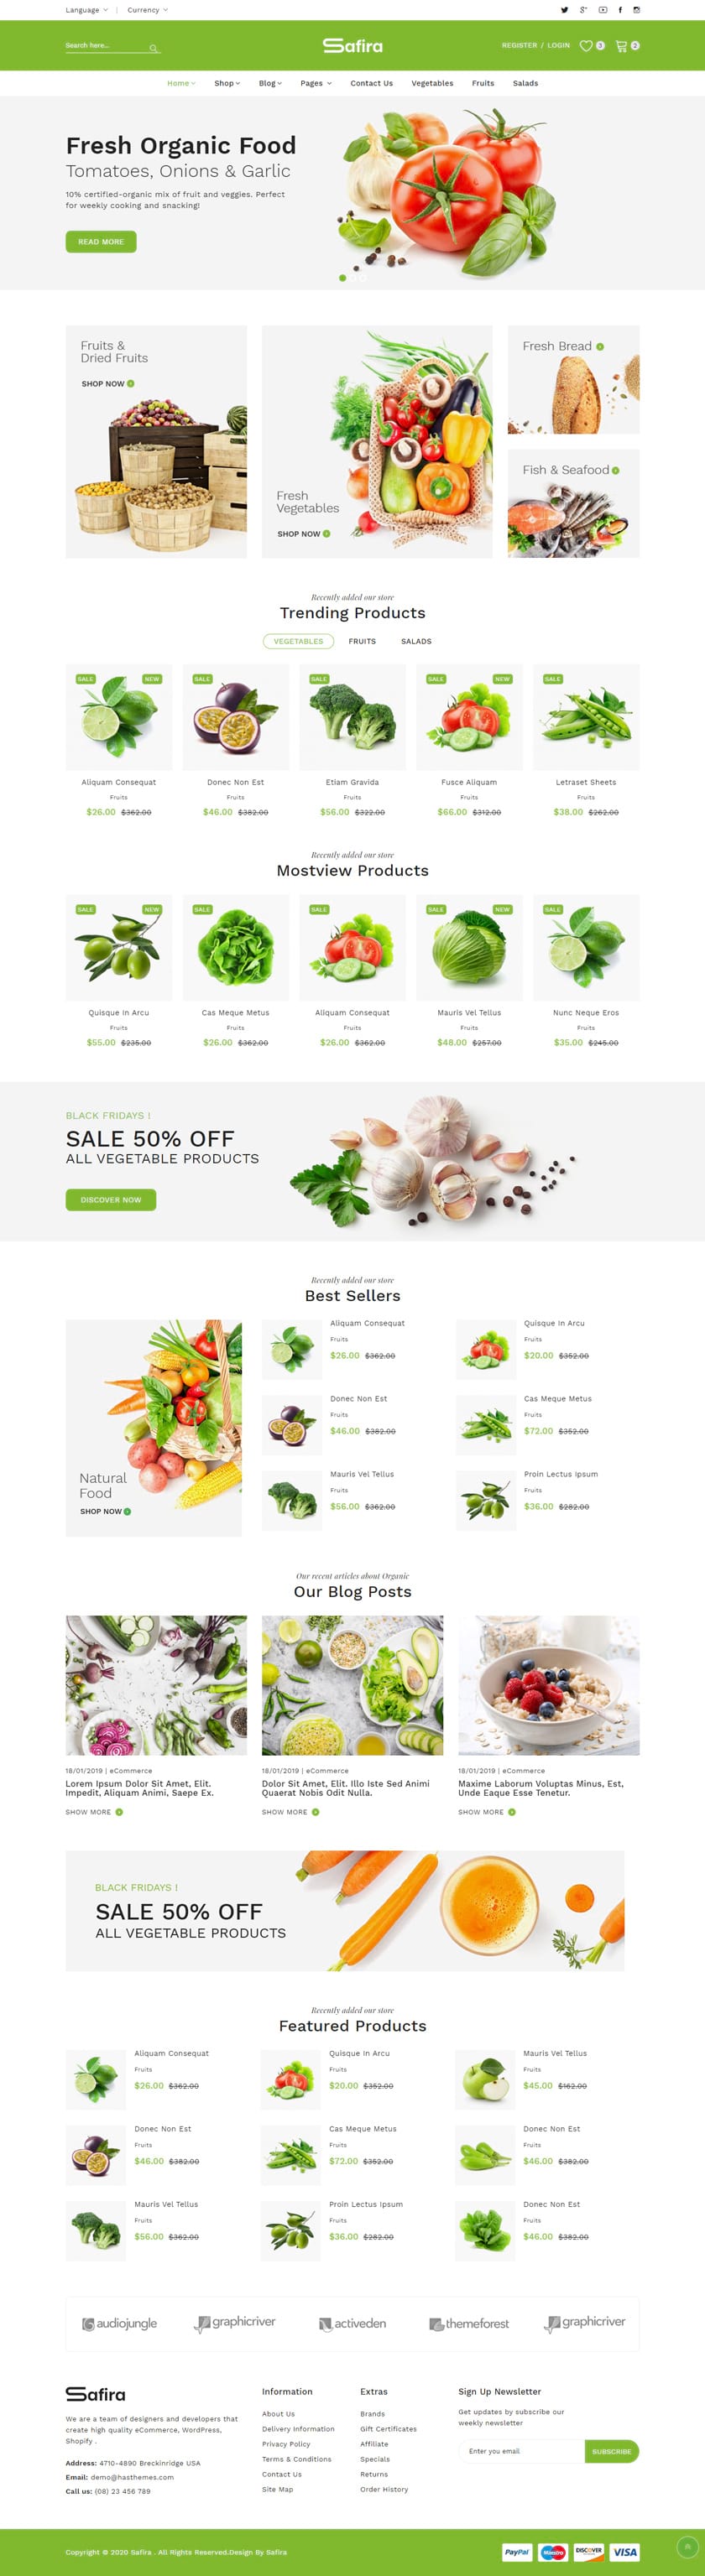 Language
Currency
Search here...
Safira
REGISTER / LOGIN
3
2
Home
Shop
Blog
Pages
Contact Us
Vegetables
Fruits
Salads
Fresh Organic Food
Tomatoes, Onions & Garlic
10% certified-organic mix of fruit and veggies. Perfect
for weekly cooking and snacking!
READ MORE
Fruits &
Dried Fruits
SHOP NOW
Fresh
Vegetables
SHOP NOW
Fresh Bread
Fish & Seafood
Recently added our store
Trending Products
VEGETABLES FRUITS SALADS
SALE NEW SALE SALE SALE NEW SALE
Aliquam Consequat Donec Non Est Etiam Gravida Fusce Aliquam Letraset Sheets
Fruits Fruits Fruits Fruits Fruits
$26.00 $362.00 $46.00 $382.00 $56.00 $322.00 $66.00 $312.00 $38.00 $262.00
Recently added our store
Mostview Products
SALE NEW SALE SALE SALE NEW SALE
Quisque In Arcu Cas Meque Metus Aliquam Consequat Mauris Vel Tellus Nunc Neque Eros
Fruits Fruits Fruits Fruits Fruits
$55.00 $235.00 $26.00 $362.00 $26.00 $362.00 $48.00 $257.00 $35.00 $245.00
BLACK FRIDAYS !
SALE 50% OFF
ALL VEGETABLE PRODUCTS
DISCOVER NOW
Recently added our store
Best Sellers
Natural
Food
SHOP NOW
Aliquam Consequat
Fruits
$26.00 $362.00
Quisque In Arcu
Fruits
$20.00 $352.00
Donec Non Est
Fruits
$46.00 $382.00
Cas Meque Metus
Fruits
$72.00 $352.00
Mauris Vel Tellus
Fruits
$56.00 $362.00
Proin Lectus Ipsum
Fruits
$36.00 $282.00
Our recent articles about Organic
Our Blog Posts
18/01/2019 | eCommerce
Lorem Ipsum Dolor Sit Amet, Elit.
Impedit, Aliquam Animi, Saepe Ex.
SHOW MORE
18/01/2019 | eCommerce
Dolor Sit Amet, Elit. Illo Iste Sed Animi
Quaerat Nobis Odit Nulla.
SHOW MORE
18/01/2019 | eCommerce
Maxime Laborum Voluptas Minus, Est,
Unde Eaque Esse Tenetur.
SHOW MORE
BLACK FRIDAYS !
SALE 50% OFF
ALL VEGETABLE PRODUCTS
Recently added our store
Featured Products
Aliquam Consequat
Fruits
$26.00 $362.00
Quisque In Arcu
Fruits
$20.00 $352.00
Mauris Vel Tellus
Fruits
$45.00 $162.00
Donec Non Est
Fruits
$46.00 $382.00
Cas Meque Metus
Fruits
$72.00 $352.00
Donec Non Est
Fruits
$46.00 $382.00
Mauris Vel Tellus
Fruits
$56.00 $362.00
Proin Lectus Ipsum
Fruits
$36.00 $282.00
Donec Non Est
Fruits
$46.00 $382.00
audiojungle graphicriver activeden themeforest graphicriver
Safira
We are a team of designers and developers that
create high quality eCommerce, WordPress,
Shopify .
Address: 4710-4890 Breckinridge USA
Email: demo@hasthemes.com
Call us: (08) 23 456 789
Information
About Us
Delivery Information
Privacy Policy
Terms & Conditions
Contact Us
Site Map
Extras
Brands
Gift Certificates
Affiliate
Specials
Returns
Order History
Sign Up Newsletter
Get updates by subscribe our
weekly newsletter
Enter you email
SUBSCRIBE
Copyright © 2020 Safira . All Rights Reserved.Design By Safira
PayPal
Maestro
DISCOVER
VISA